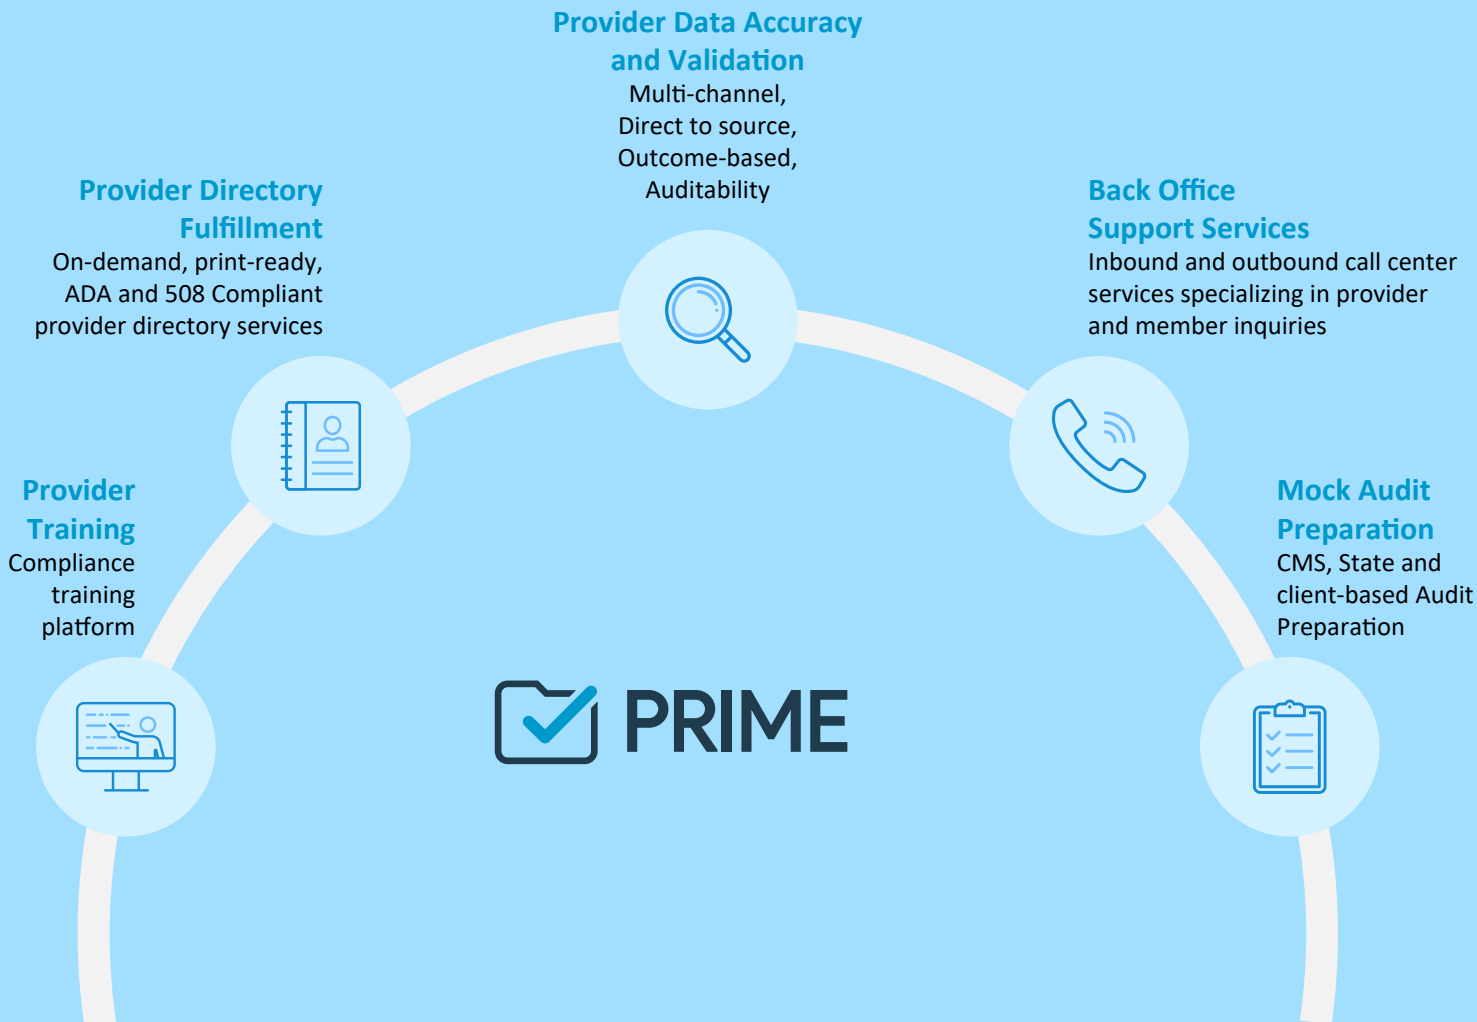 Provider Data Accuracy
and Validation
Multi-channel,
Direct to source,
Outcome-based,
Auditability
Provider Directory
Fulfillment
On-demand, print-ready,
ADA and 508 Compliant
provider directory services
Back Office
Support Services
Inbound and outbound call center
services specializing in provider
and member inquiries
Provider
Training
Compliance
training
platform
Mock Audit
Preparation
CMS, State and
client-based Audit
Preparation
PRIME